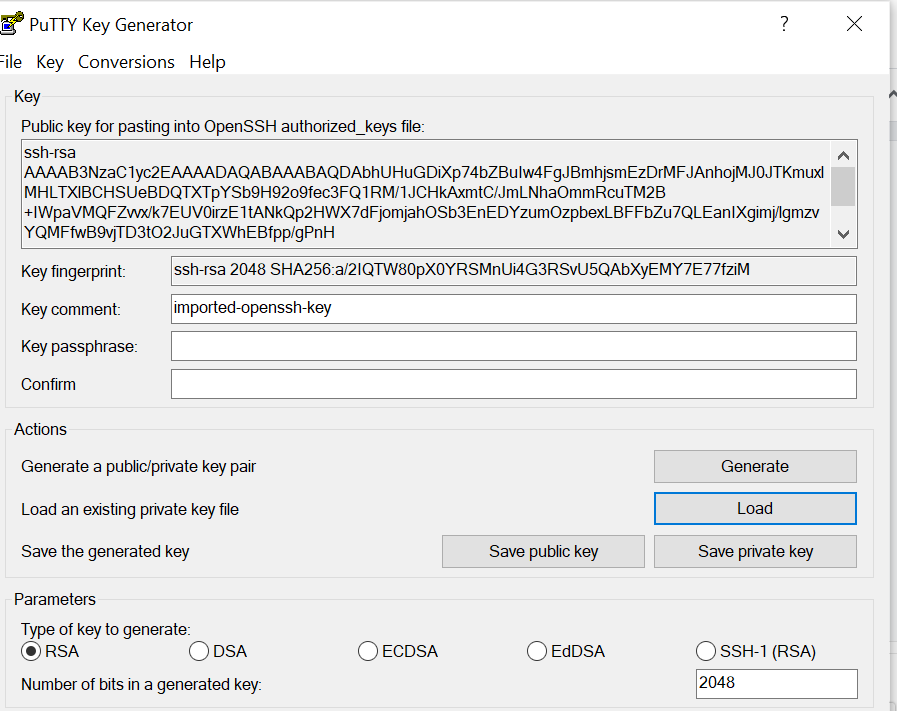 PuTTY Key Generator
?
File Key Conversions Help
Key
Public key for pasting into OpenSSH authorized_keys file:
ssh-rsa
AAAAB3NzaC1yc2EAAAADAQABAAABAQDAbhUHuGDiXp74bZBuIw4FgJBmhjsmEzDrMFJAnhojMJ0JTKmuxl
MHLTXlBCHSUeBDQTXTpYSb9H92o9fec3FQ1RM/1JCHkAxmtC/JmLNhaOmmRcuTM2B
+IWpaVMQFZvvx/k7EUV0irzE1tANkQp2HWX7dFjomjahOSb3EnEDYzumOzpbexLBFFbZu7QLEanIXgimj/lgmzv
YQMFfwB9vjTD3tO2JuGTXWhEBfpp/gPnH
Key fingerprint:
ssh-rsa 2048 SHA256:a/2IQTW80pX0YRSMnUi4G3RSvU5QAbXyEMY7E77fziM
Key comment:
imported-openssh-key
Key passphrase:
Confirm
Actions
Generate a public/private key pair
Generate
Load an existing private key file
Load
Save the generated key
Save public key
Save private key
Parameters
Type of key to generate:
RSA DSA ECDSA EdDSA SSH-1 (RSA)
Number of bits in a generated key:
2048